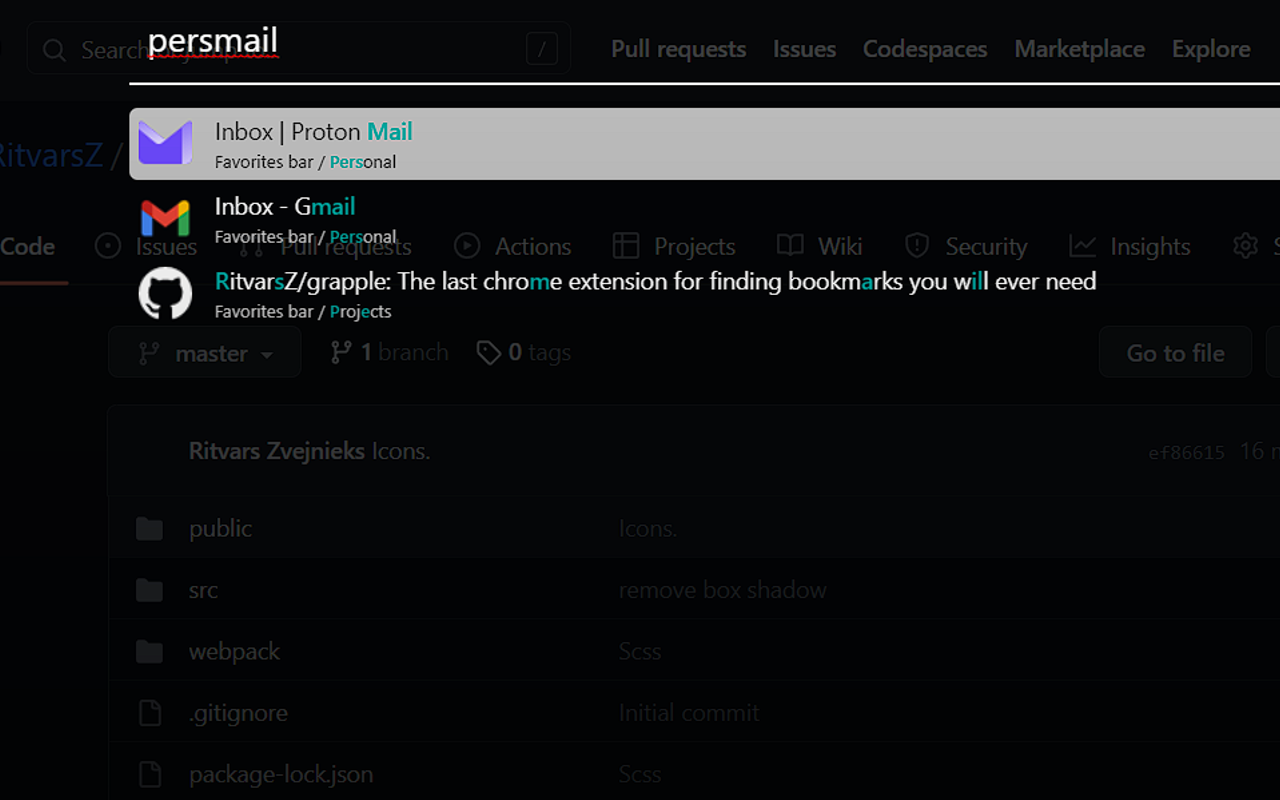 persmail
Search
/
Pull requests Issues Codespaces Marketplace Explore
Inbox | Proton Mail
Favorites bar / Personal
RitvarsZ /
Inbox - Gmail
Favorites bar / Personal
Code Issues Pull requests Actions Projects Wiki Security Insights
RitvarsZ/grapple: The last chrome extension for finding bookmarks you will ever need
Favorites bar / Projects
master 1 branch 0 tags Go to file
Ritvars Zvejnieks Icons. ef86615 16
public Icons.
src remove box shadow
webpack Scss
.gitignore Initial commit
package-lock.json Scss